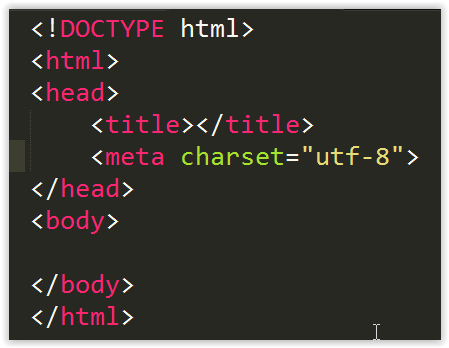 <!DOCTYPE html>
<html>
<head>
    <title></title>
    <meta charset="utf-8">
</head>
<body>

</body>
</html>